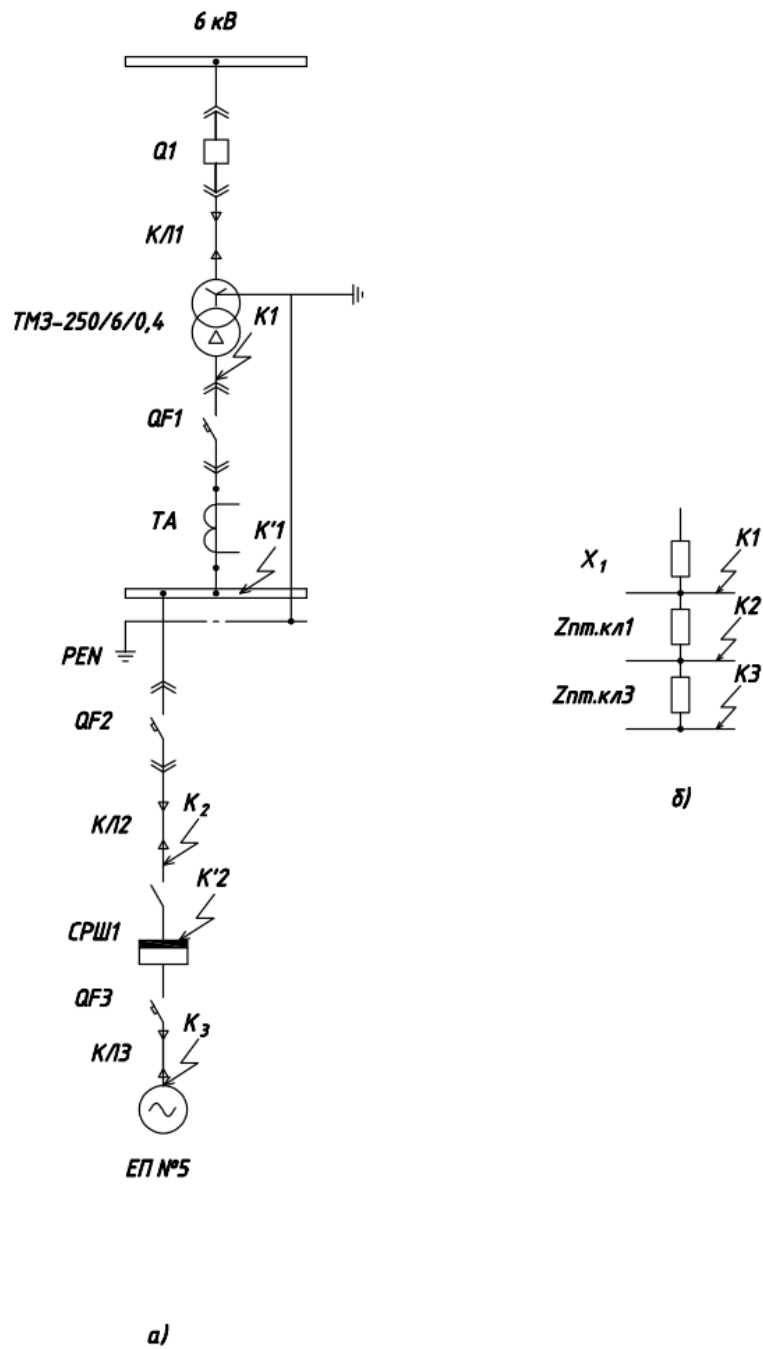 6 кВ
Q1
КЛ1
ТМЗ-250/6/0,4
К1
QF1
ТА
К'1
PEN
QF2
К2
КЛ2
К'2
СРШ1
QF3
К3
КЛ3
ЕП №5
а)
X1
К1
Zпт.кл1
К2
Zпт.кл3
К3
б)